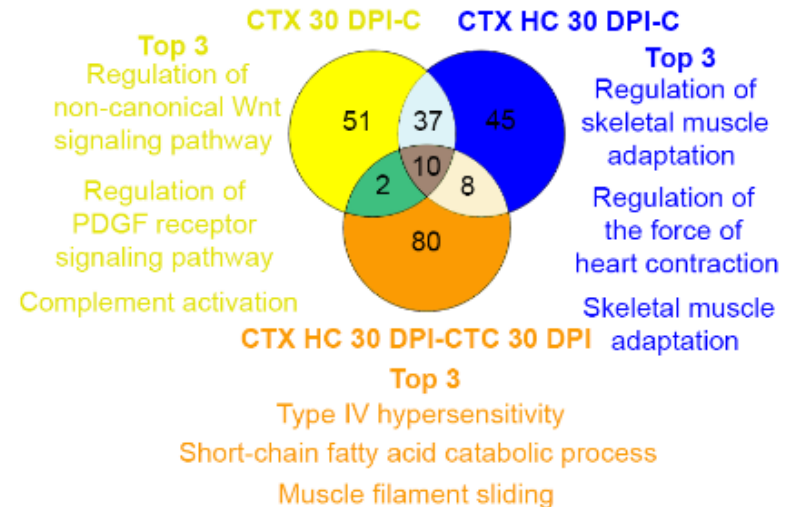 CTX 30 DPI-C
CTX HC 30 DPI-C
Top 3
Regulation of
non-canonical Wnt
signaling pathway
Regulation of
PDGF receptor
signaling pathway
Complement activation
51
37
45
10
2
8
80
Top 3
Regulation of
skeletal muscle
adaptation
Regulation of
the force of
heart contraction
Skeletal muscle
adaptation
CTX HC 30 DPI-CTC 30 DPI
Top 3
Type IV hypersensitivity
Short-chain fatty acid catabolic process
Muscle filament sliding